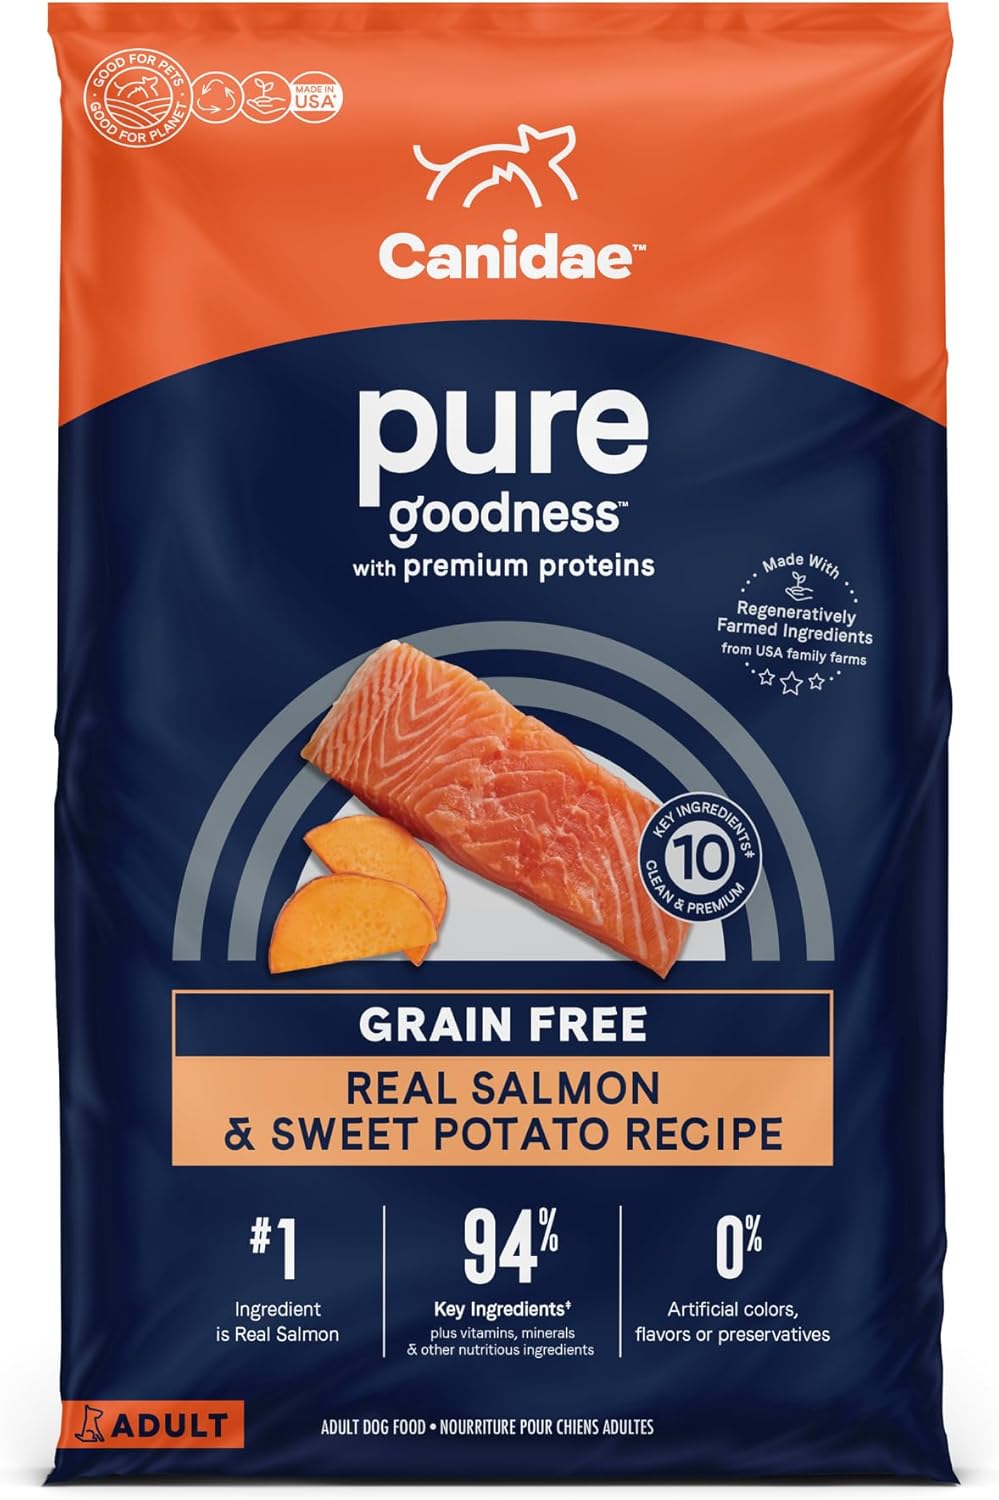 GOOD FOR PETS
GOOD FOR PLANET
MADE IN
USA*
Canidae™
pure
goodness™
with premium proteins
Made With
Regeneratively
Farmed Ingredients
from USA family farms
KEY INGREDIENTS‡
10
CLEAN & PREMIUM
GRAIN FREE
REAL SALMON
& SWEET POTATO RECIPE
#1
Ingredient
is Real Salmon
94%
Key Ingredients‡
plus vitamins, minerals
& other nutritious ingredients
0%
Artificial colors,
flavors or preservatives
ADULT
ADULT DOG FOOD • NOURRITURE POUR CHIENS ADULTES